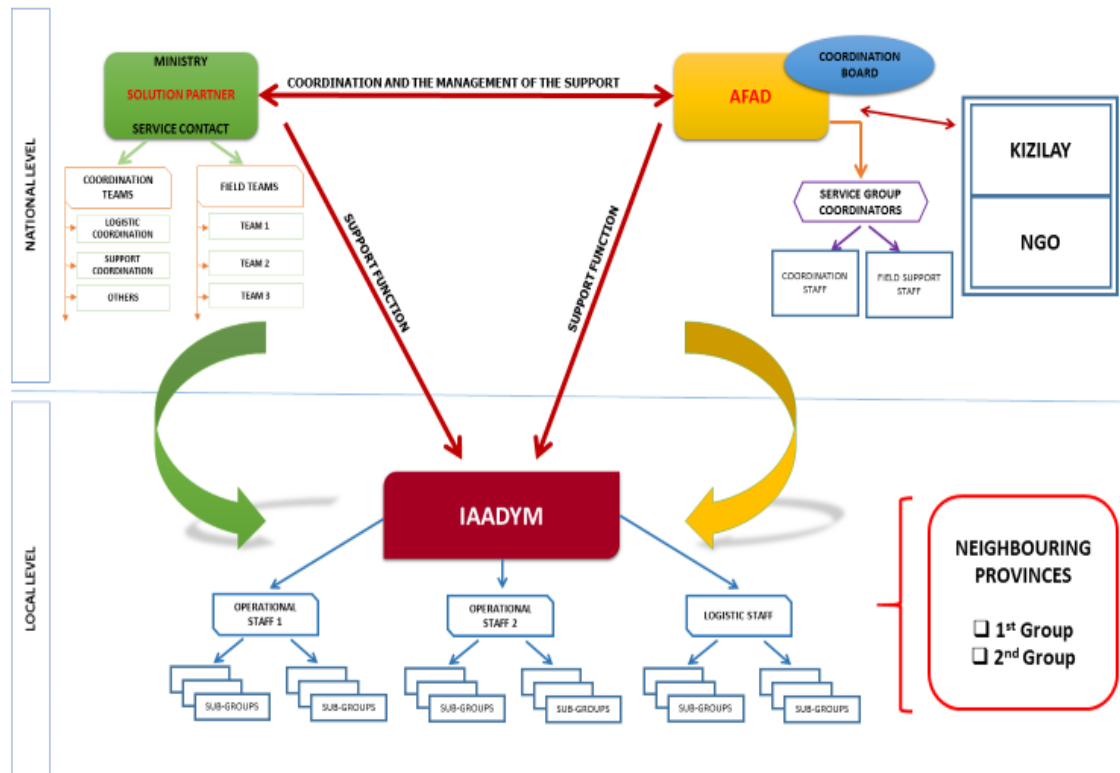 NATIONAL LEVEL
MINISTRY
SOLUTION PARTNER
SERVICE CONTACT
COORDINATION AND THE MANAGEMENT OF THE SUPPORT
AFAD
COORDINATION
BOARD
KIZILAY
NGO
COORDINATION
TEAMS
LOGISTIC
COORDINATION
SUPPORT
COORDINATION
OTHERS
FIELD TEAMS
TEAM 1
TEAM 2
TEAM 3
SUPPORT FUNCTION
SUPPORT FUNCTION
SERVICE GROUP
COORDINATORS
COORDINATION
STAFF
FIELD SUPPORT
STAFF
LOCAL LEVEL
IAADYM
OPERATIONAL
STAFF 1
OPERATIONAL
STAFF 2
LOGISTIC STAFF
SUB-GROUPS
SUB-GROUPS
SUB-GROUPS
SUB-GROUPS
SUB-GROUPS
SUB-GROUPS
NEIGHBOURING
PROVINCES
❑ 1st Group
❑ 2nd Group